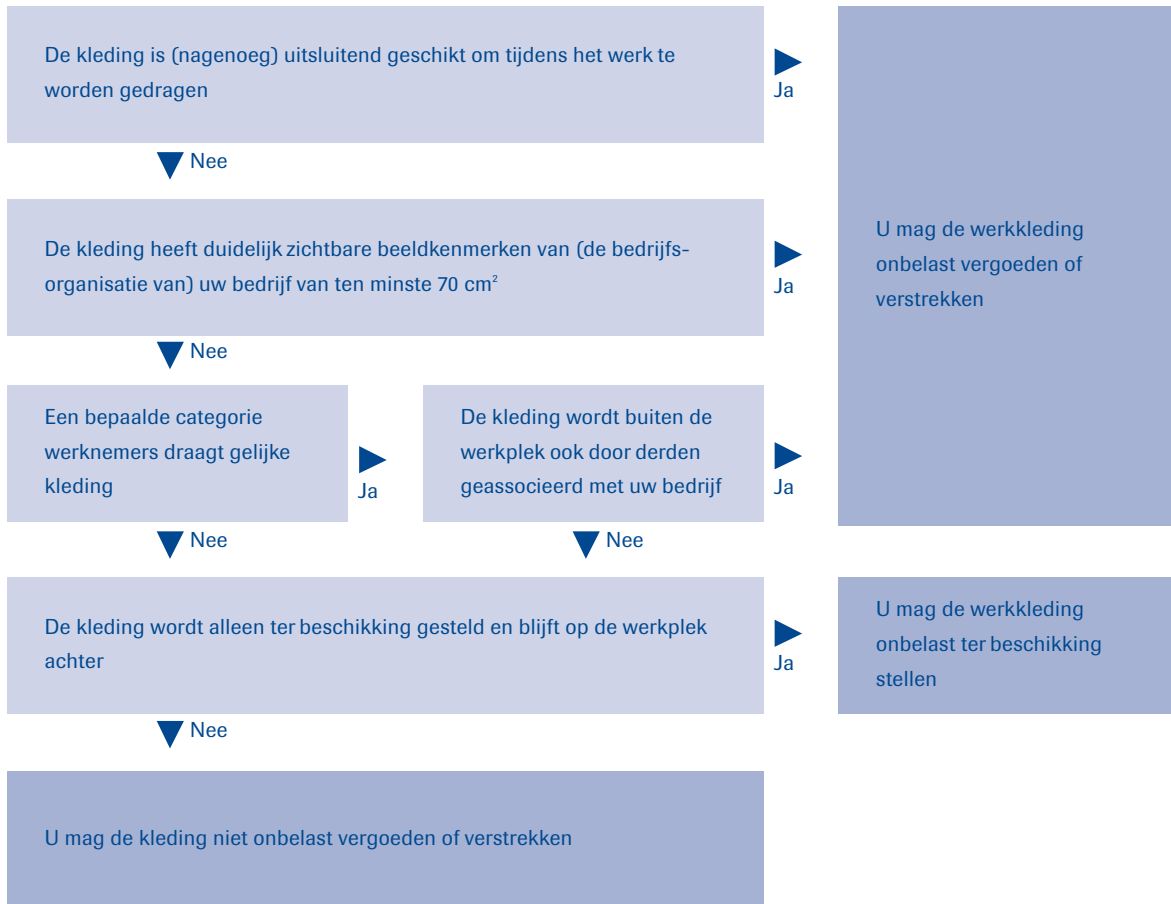 De kleding is (nagenoeg) uitsluitend geschikt om tijdens het werk te
worden gedragen
Ja
Nee
De kleding heeft duidelijk zichtbare beeldkenmerken van (de bedrijfs-
organisatie van) uw bedrijf van ten minste 70 cm²
Ja
U mag de werkkleding
onbelast vergoeden of
verstrekken
Nee
Een bepaalde categorie
werknemers draagt gelijke
kleding
Ja
De kleding wordt buiten de
werkplek ook door derden
geassocieerd met uw bedrijf
Ja
Nee
Nee
De kleding wordt alleen ter beschikking gesteld en blijft op de werkplek
achter
Ja
U mag de werkkleding
onbelast ter beschikking
stellen
Nee
U mag de kleding niet onbelast vergoeden of verstrekken